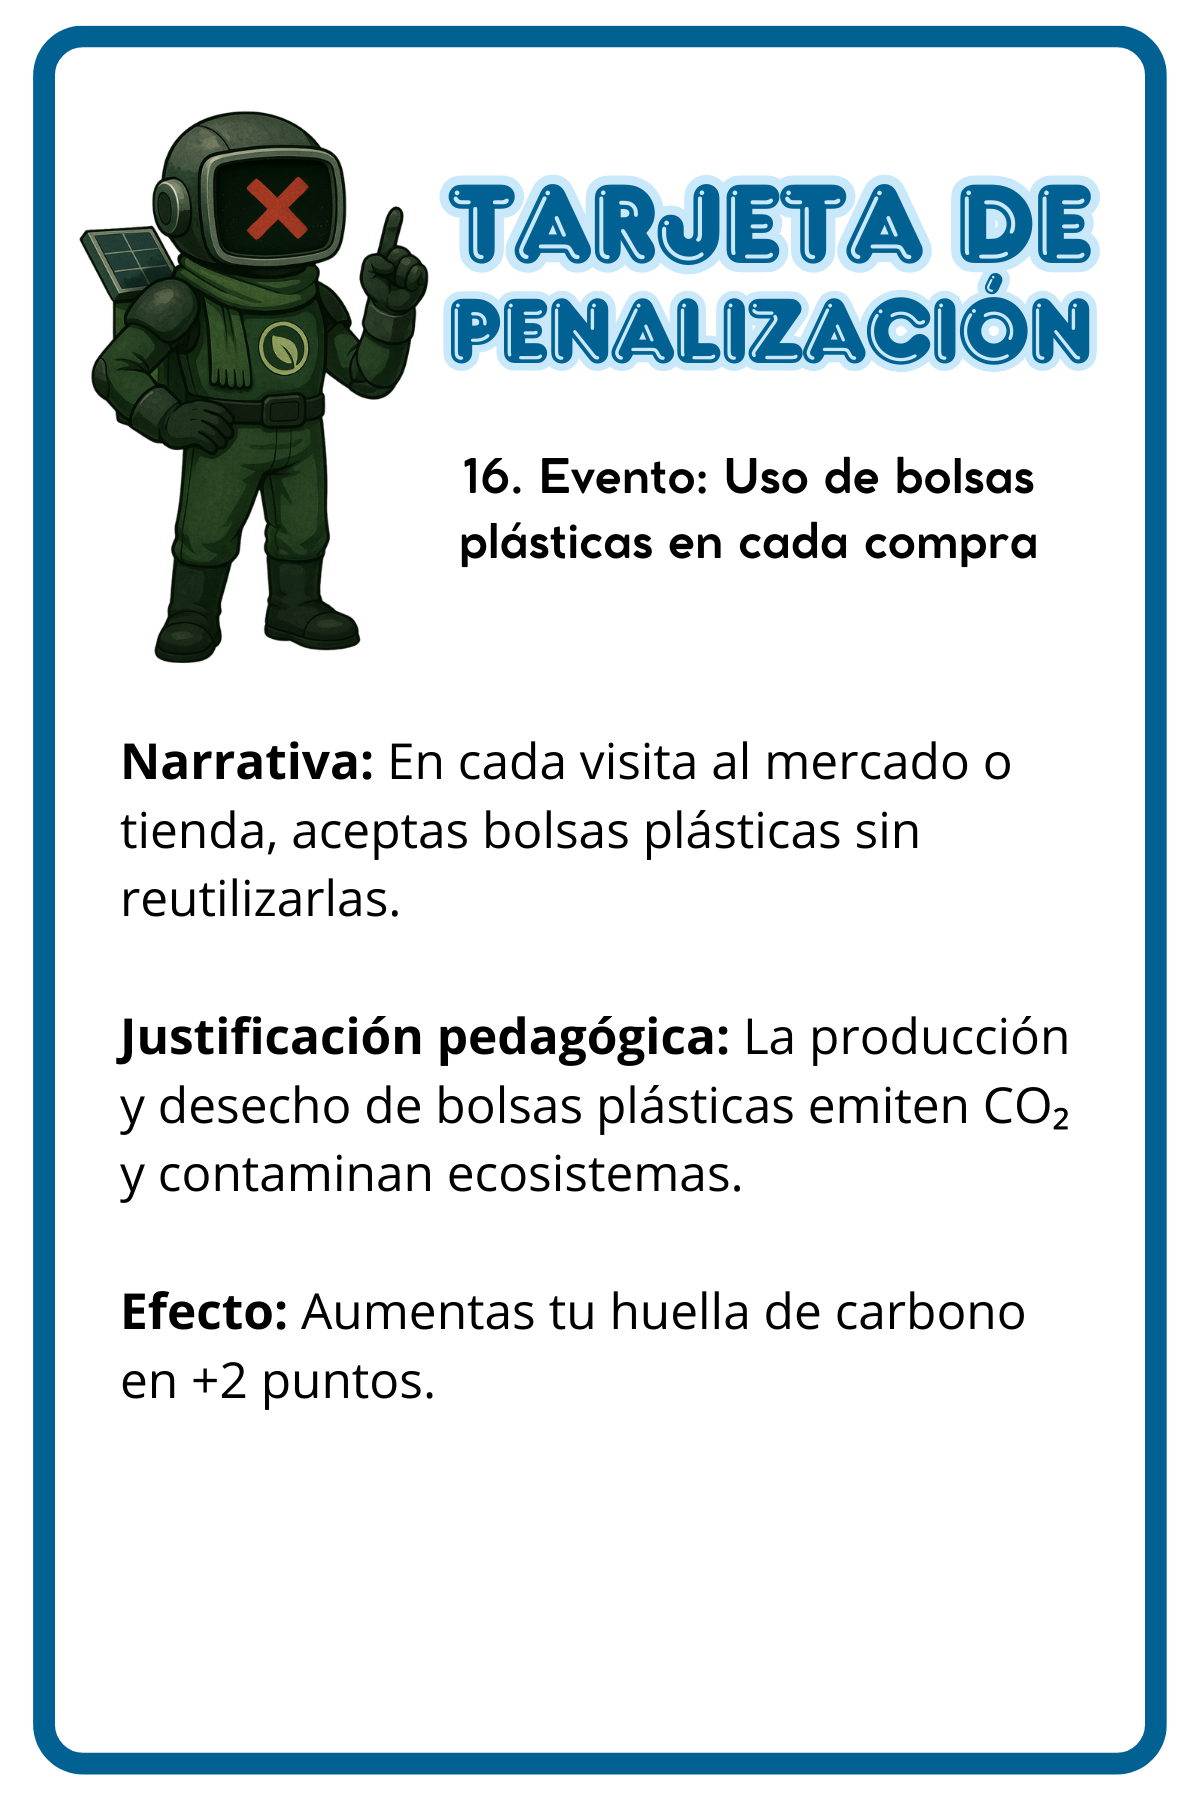 TARJETA DE
PENALIZACIÓN
16. Evento: Uso de bolsas
plásticas en cada compra
Narrativa: En cada visita al mercado o
tienda, aceptas bolsas plásticas sin
reutilizarlas.
Justificación pedagógica: La producción
y desecho de bolsas plásticas emiten CO₂
y contaminan ecosistemas.
Efecto: Aumentas tu huella de carbono
en +2 puntos.